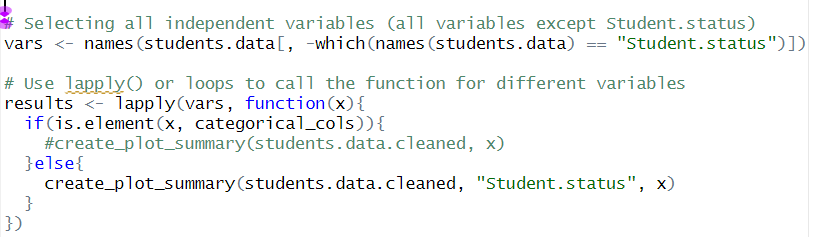 # Selecting all independent variables (all variables except Student.status)
vars <- names(students.data[, -which(names(students.data) == "Student.status")])
# Use lapply() or loops to call the function for different variables
results <- lapply(vars, function(x){
  if(is.element(x, categorical_cols)){
    #create_plot_summary(students.data.cleaned, x)
  }else{
    create_plot_summary(students.data.cleaned, "Student.status", x)
  }
})